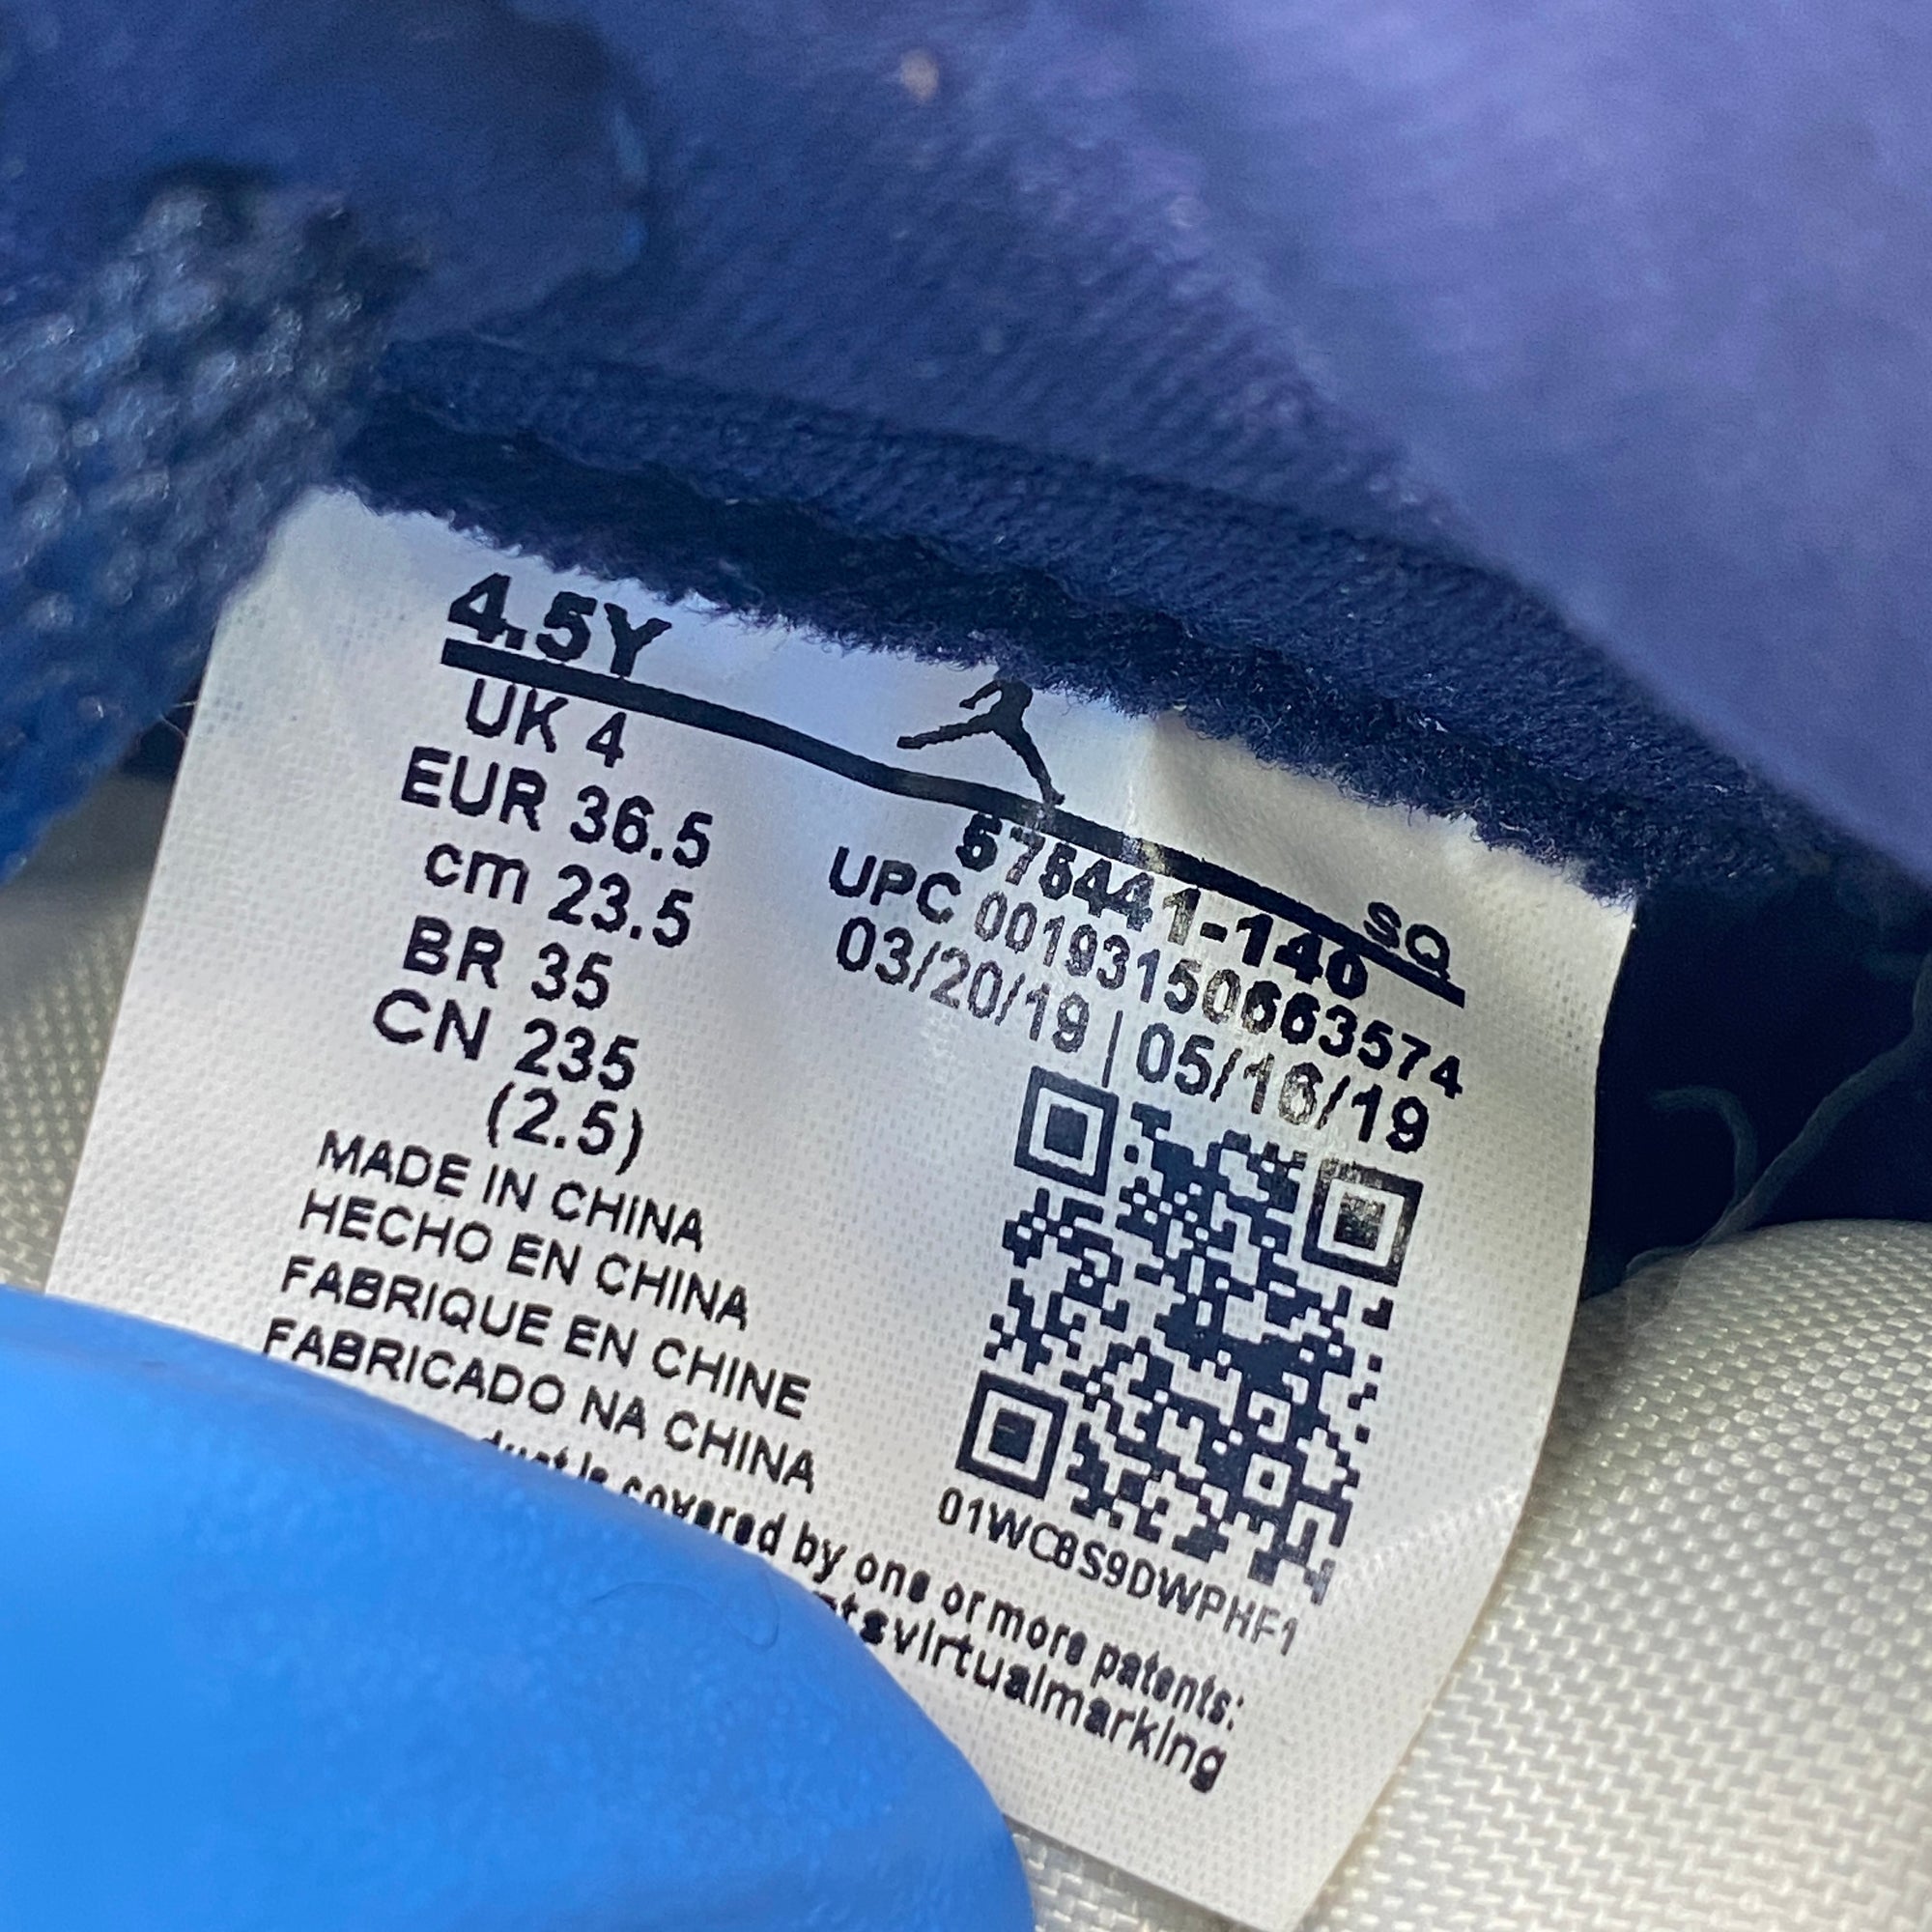 4.5Y
UK 4
EUR 36.5
cm 23.5
BR 35
CN 235
(2.5)
MADE IN CHINA
HECHO EN CHINA
FABRIQUE EN CHINE
FABRICADO NA CHINA
SQ
575441-140
UPC 00193150663574
03/20/19 | 05/16/19
01WC8S9DWPHF1
is covered by one or more patents:
virtualmarking